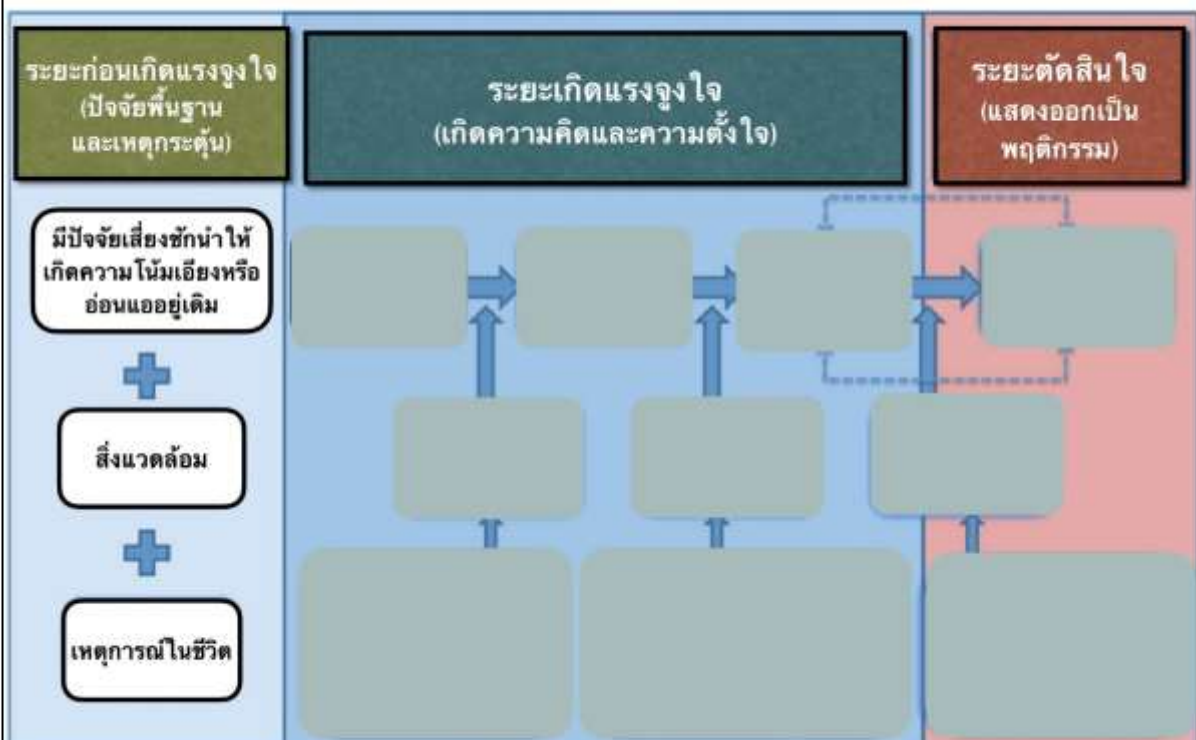 ระยะก่อนเกิดแรงจูงใจ
(ปัจจัยพื้นฐาน
และเหตุกระตุ้น)
ระยะเกิดแรงจูงใจ
(เกิดความคิดและความตั้งใจ)
ระยะตัดสินใจ
(แสดงออกเป็น
พฤติกรรม)
มีปัจจัยเสี่ยงชักนำให้
เกิดความโน้มเอียงหรือ
อ่อนแออยู่เดิม
สิ่งแวดล้อม
เหตุการณ์ในชีวิต